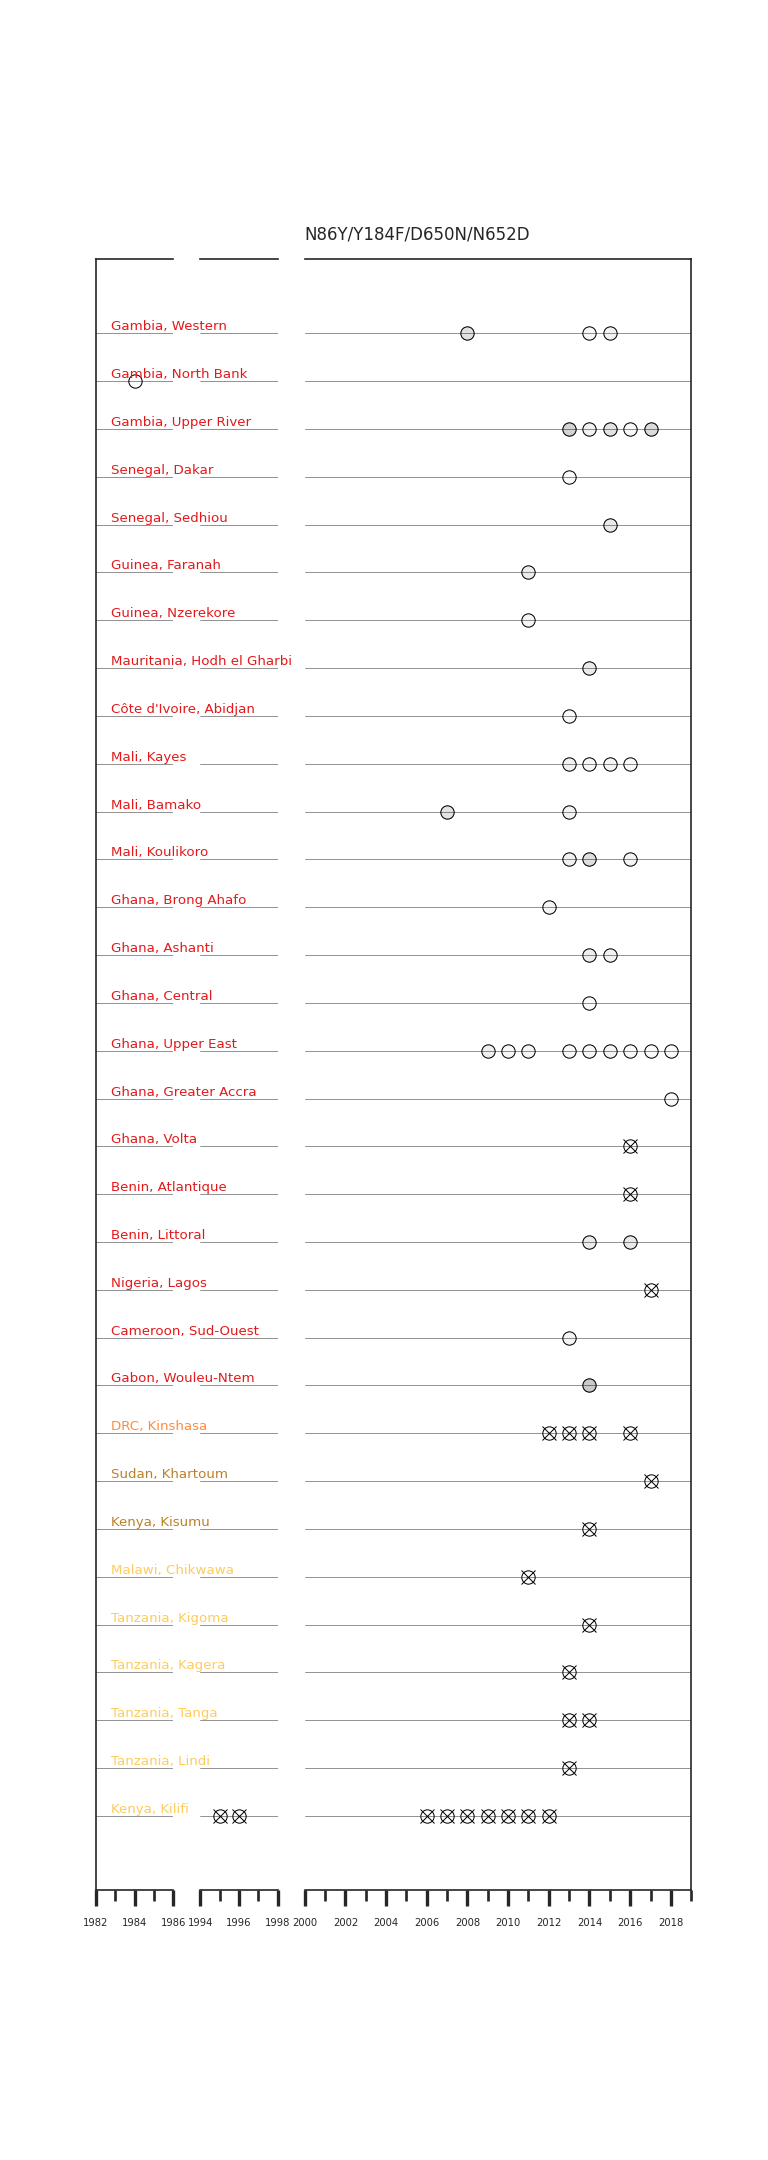 N86Y/Y184F/D650N/N652D
Gambia, Western
Gambia, North Bank
Gambia, Upper River
Senegal, Dakar
Senegal, Sedhiou
Guinea, Faranah
Guinea, Nzerekore
Mauritania, Hodh el Gharbi
Côte d'Ivoire, Abidjan
Mali, Kayes
Mali, Bamako
Mali, Koulikoro
Ghana, Brong Ahafo
Ghana, Ashanti
Ghana, Central
Ghana, Upper East
Ghana, Greater Accra
Ghana, Volta
Benin, Atlantique
Benin, Littoral
Nigeria, Lagos
Cameroon, Sud-Ouest
Gabon, Wouleu-Ntem
DRC, Kinshasa
Sudan, Khartoum
Kenya, Kisumu
Malawi, Chikwawa
Tanzania, Kigoma
Tanzania, Kagera
Tanzania, Tanga
Tanzania, Lindi
Kenya, Kilifi
1982 1984 1986 1994 1996 1998 2000 2002 2004 2006 2008 2010 2012 2014 2016 2018